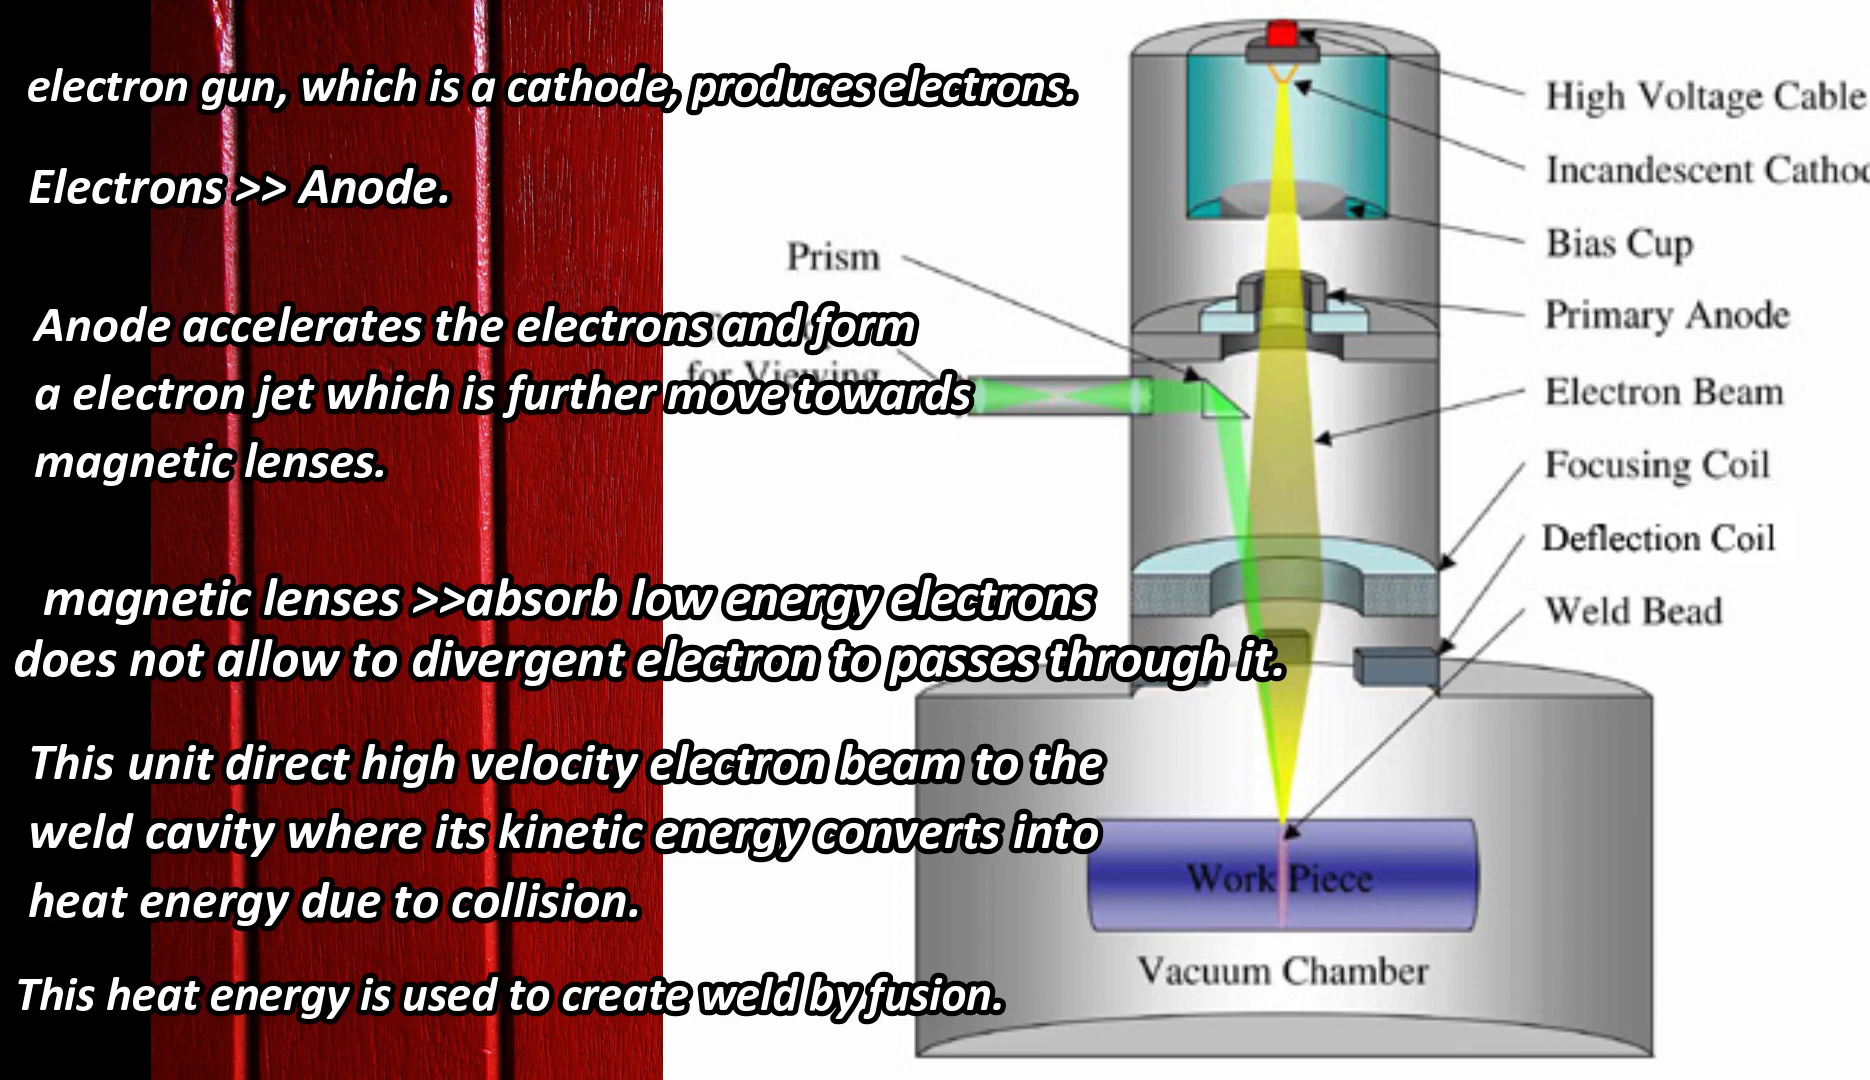 electron gun, which is a cathode, produces electrons.
Electrons >> Anode.
Anode accelerates the electrons and form
a electron jet which is further move towards
magnetic lenses.
magnetic lenses >>absorb low energy electrons
does not allow to divergent electron to passes through it.
This unit direct high velocity electron beam to the
weld cavity where its kinetic energy converts into
heat energy due to collision.
This heat energy is used to create weld by fusion.
Prism
for Viewing
High Voltage Cable
Incandescent Cathod
Bias Cup
Primary Anode
Electron Beam
Focusing Coil
Deflection Coil
Weld Bead
Work Piece
Vacuum Chamber